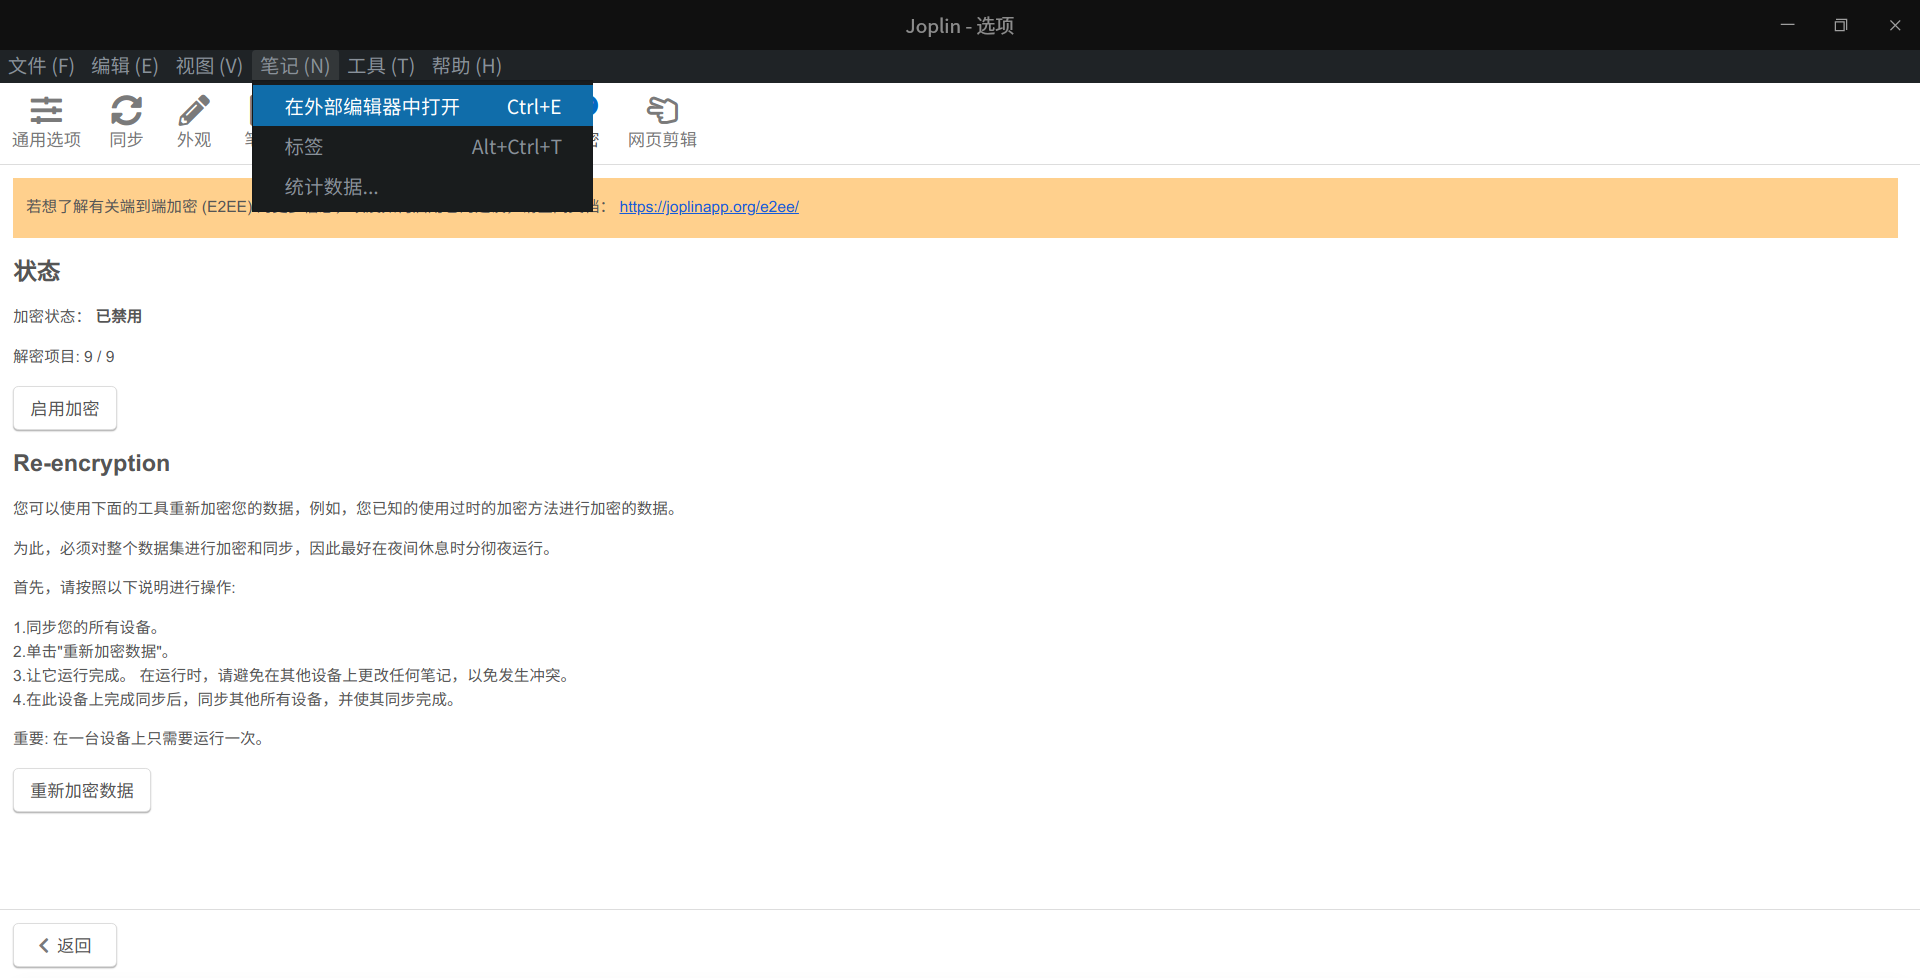 Joplin - 选项
文件 (F) 编辑 (E) 视图 (V) 笔记 (N) 工具 (T) 帮助 (H)
在外部编辑器中打开 Ctrl+E
标签 Alt+Ctrl+T
统计数据...
通用选项 同步 外观 网页剪辑
若想了解有关端到端加密 (E2EE) https://joplinapp.org/e2ee/
状态
加密状态： 已禁用
解密项目: 9 / 9
启用加密
Re-encryption
您可以使用下面的工具重新加密您的数据，例如，您已知的使用过时的加密方法进行加密的数据。
为此，必须对整个数据集进行加密和同步，因此最好在夜间休息时分彻夜运行。
首先，请按照以下说明进行操作:
1.同步您的所有设备。
2.单击"重新加密数据"。
3.让它运行完成。 在运行时，请避免在其他设备上更改任何笔记，以免发生冲突。
4.在此设备上完成同步后，同步其他所有设备，并使其同步完成。
重要: 在一台设备上只需要运行一次。
重新加密数据
返回